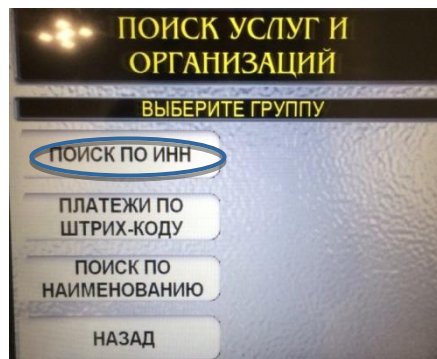 ПОИСК УСЛУГ И
ОРГАНИЗАЦИЙ
ВЫБЕРИТЕ ГРУППУ
ПОИСК ПО ИНН
ПЛАТЕЖИ ПО
ШТРИХ-КОДУ
ПОИСК ПО
НАИМЕНОВАНИЮ
НАЗАД